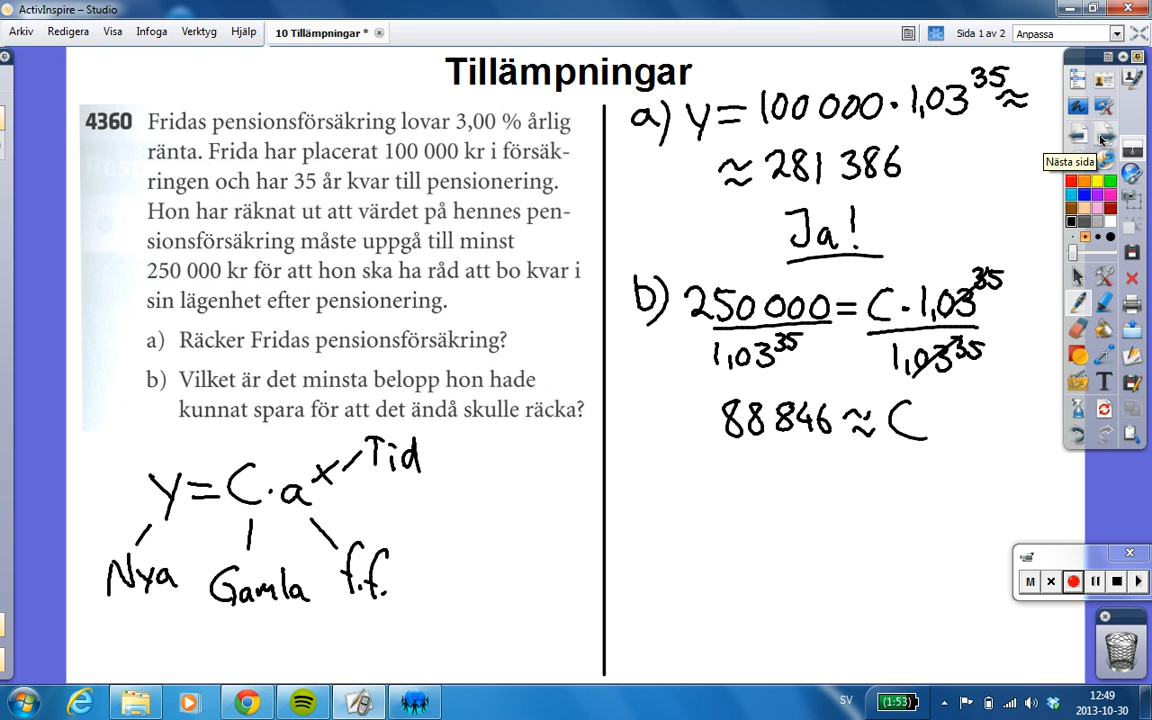 ActivInspire – Studio
Arkiv Redigera Visa Infoga Verktyg Hjälp 10 Tillämpningar * Sida 1 av 2 Anpassa
Tillämpningar
4360 Fridas pensionsförsäkring lovar 3,00 % årlig
ränta. Frida har placerat 100 000 kr i försäk-
ringen och har 35 år kvar till pensionering.
Hon har räknat ut att värdet på hennes pen-
sionsförsäkring måste uppgå till minst
250 000 kr för att hon ska ha råd att bo kvar i
sin lägenhet efter pensionering.
a) Räcker Fridas pensionsförsäkring?
b) Vilket är det minsta belopp hon hade
kunnat spara för att det ändå skulle räcka?
y = C · a^x Tid
Nya Gamla f.f.
a) y = 100 000 · 1,03^35 ≈
≈ 281 386
Ja!
b) 250 000 = C · 1,03^35
1,03^35 1,03^35
88 846 ≈ C
Nästa sida
M
SV (1:53) 12:49
2013-10-30